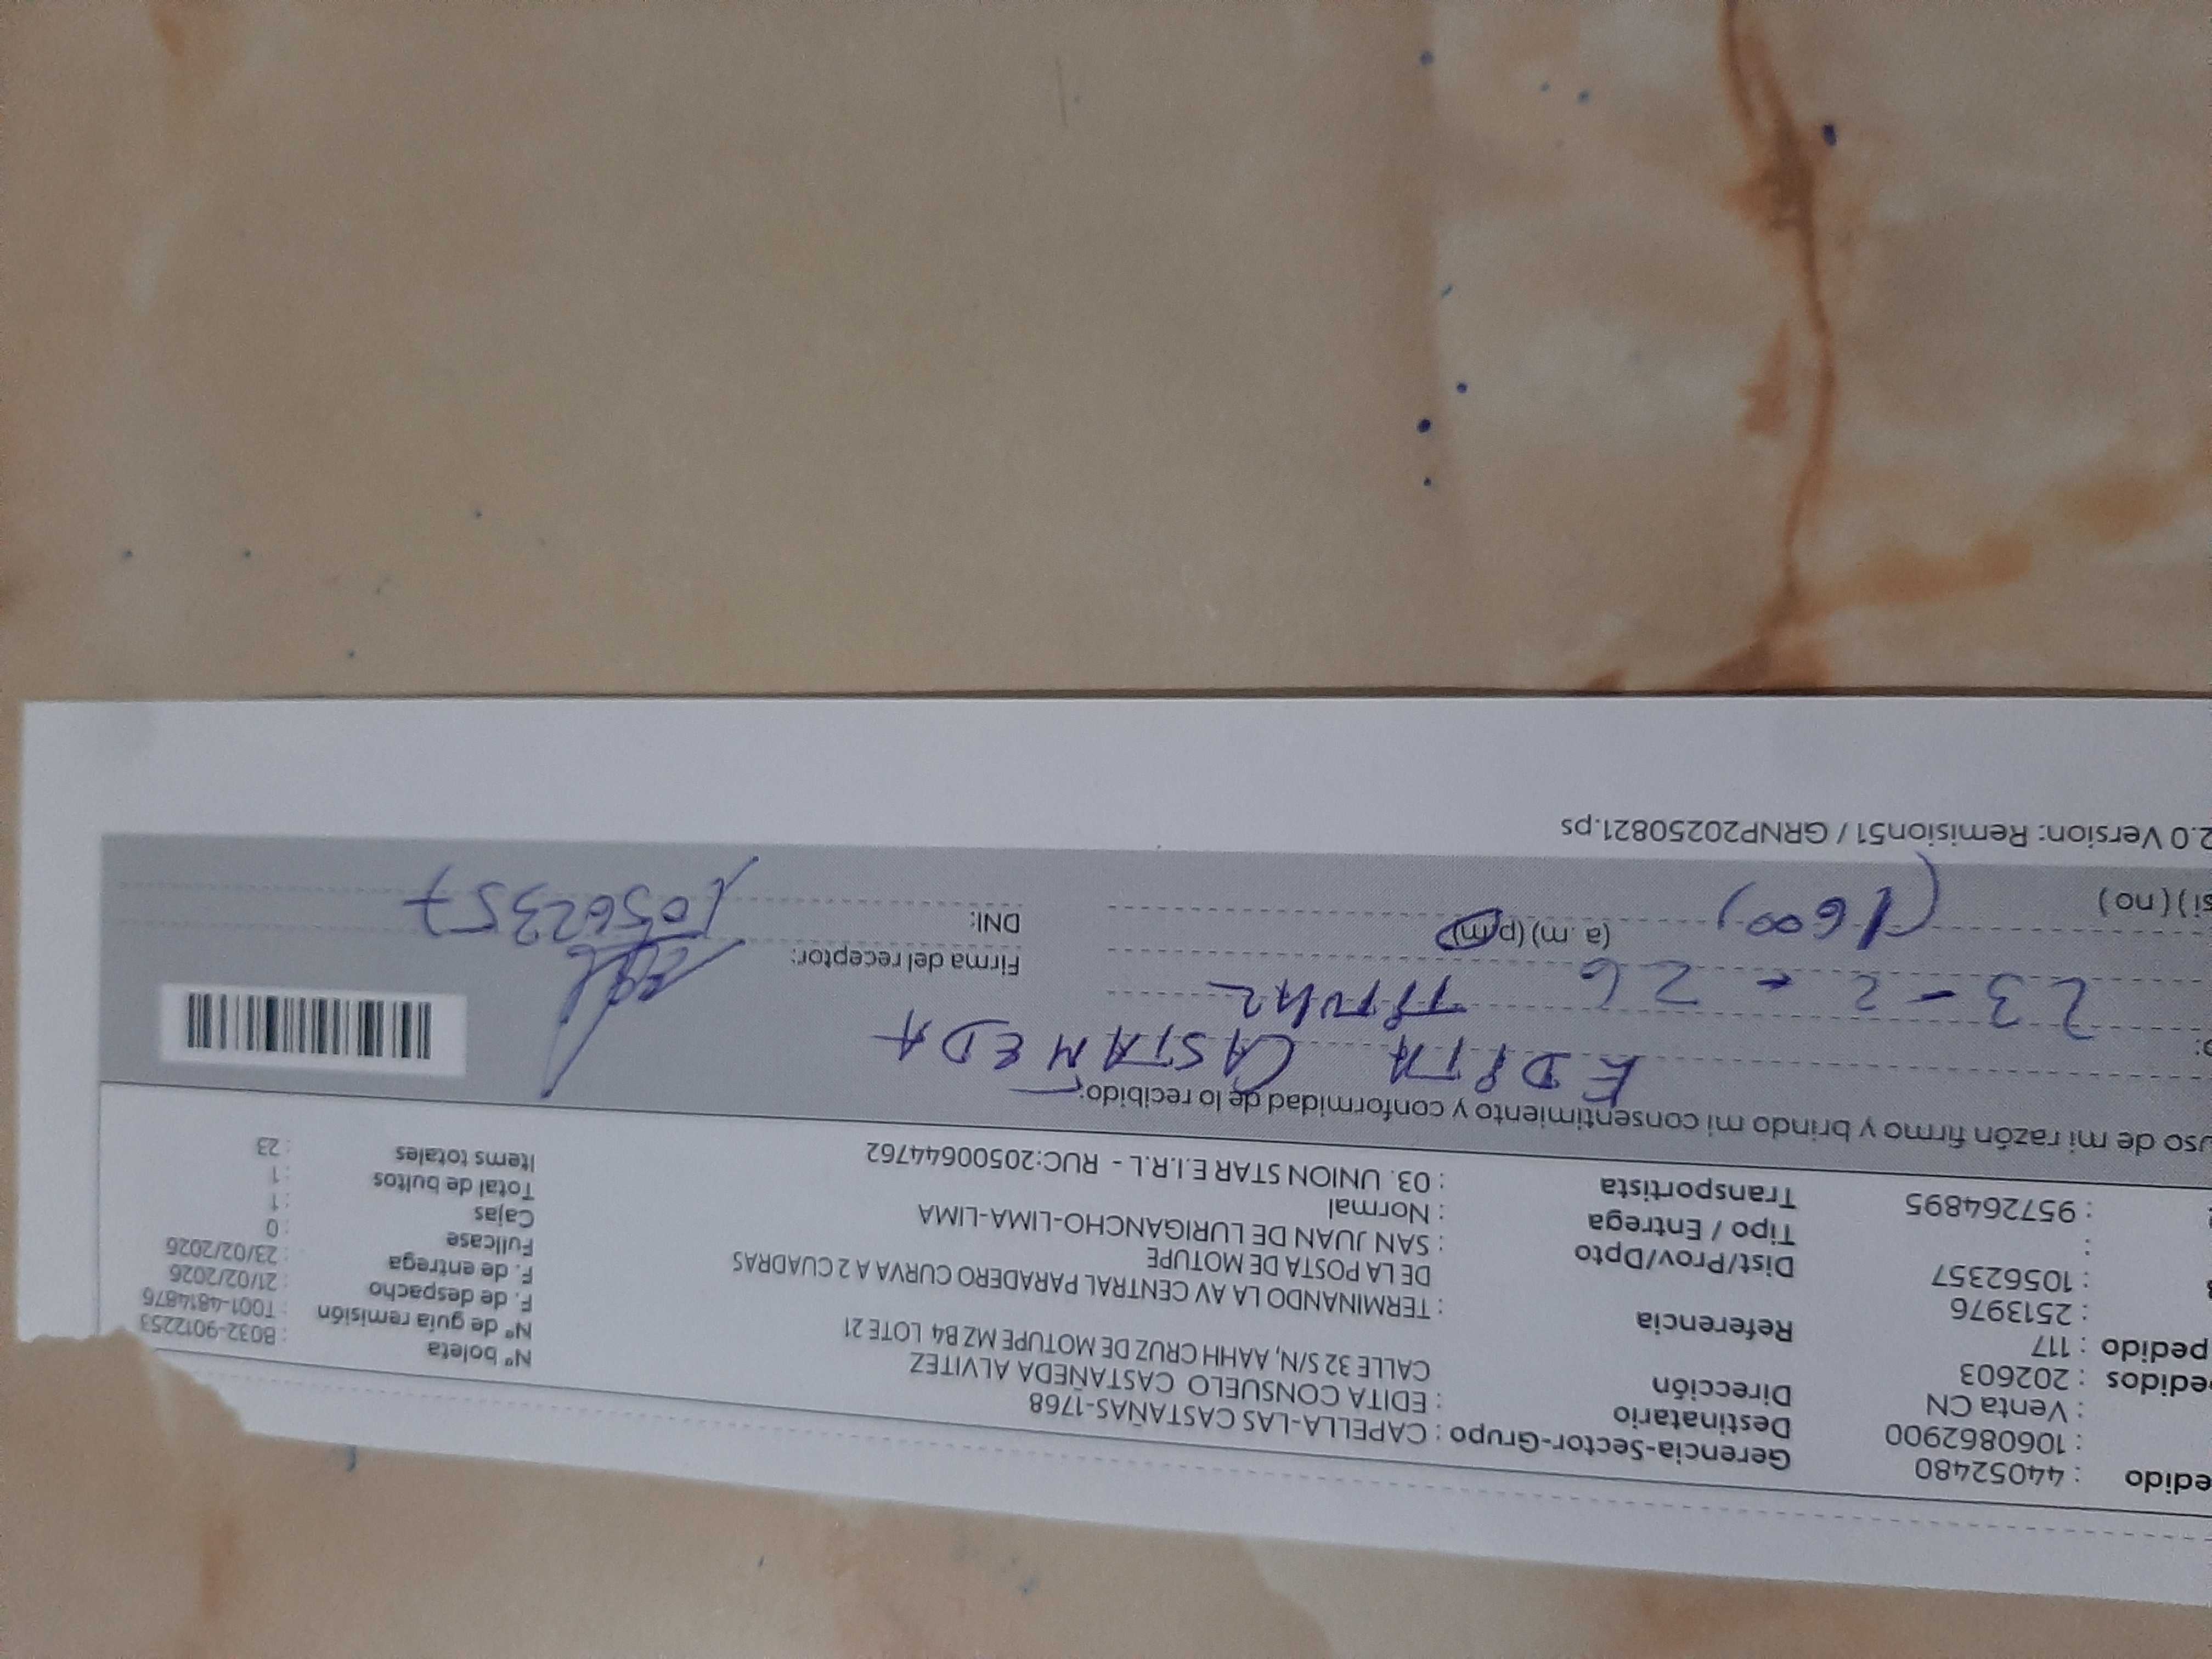 edido : 44052480
: 1060862900
: Venta CN
edidos : 202603
pedido : 117
: 2513976
: 10562357
:
: 957264895
Gerencia-Sector-Grupo : CAPELLA-LAS CASTAÑAS-1768
Destinatario : EDITA CONSUELO CASTAÑEDA ALVITEZ
Dirección CALLE 32 S/N, AAHH CRUZ DE MOTUPE MZ B4 LOTE 21
Referencia : TERMINANDO LA AV CENTRAL PARADERO CURVA A 2 CUADRAS
DE LA POSTA DE MOTUPE
Dist/Prov/Dpto : SAN JUAN DE LURIGANCHO-LIMA-LIMA
Tipo / Entrega : Normal
Transportista : 03. UNION STAR E.I.R.L - RUC:20500644762
Nº boleta : B032-9012253
Nº de guía remisión : T001-4814876
F. de despacho : 21/02/2026
F. de entrega : 23/02/2026
Fullcase : 0
Cajas : 1
Total de bultos : 1
Items totales : 23
uso de mi razón firmo y brindo mi consentimiento y conformidad de lo recibido:
EDITA CASTAÑEDA
23 - 2 - 26
(1600) (a. m) (p.m)
si ) ( no )
Firma del receptor:
DNI: 10562357
2.0 Version: Remision51 / GRNP20250821.ps